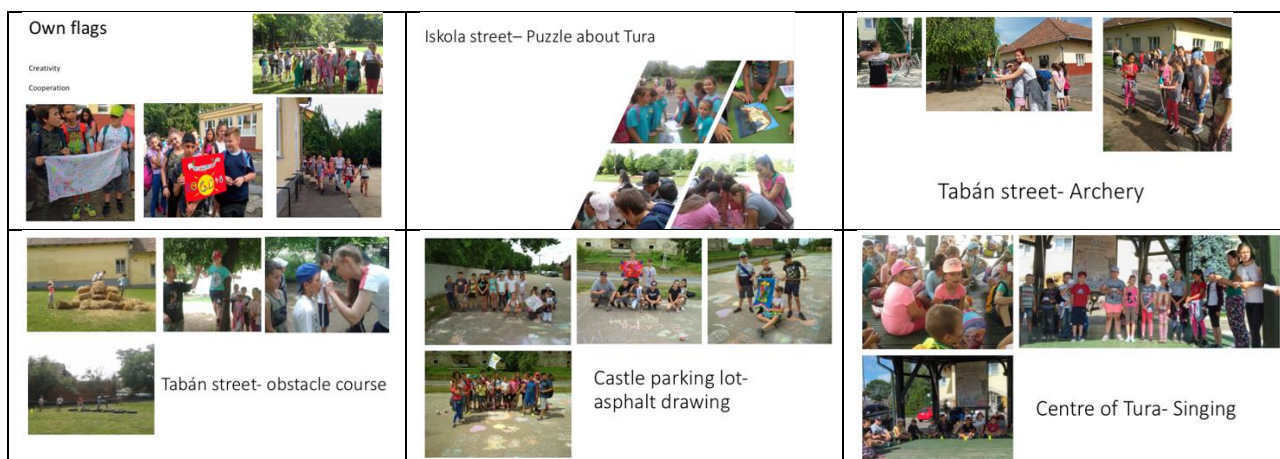 Own flags
Creativity
Cooperation
Iskola street– Puzzle about Tura
Tabán street- Archery
Tabán street- obstacle course
Castle parking lot-
asphalt drawing
Centre of Tura- Singing